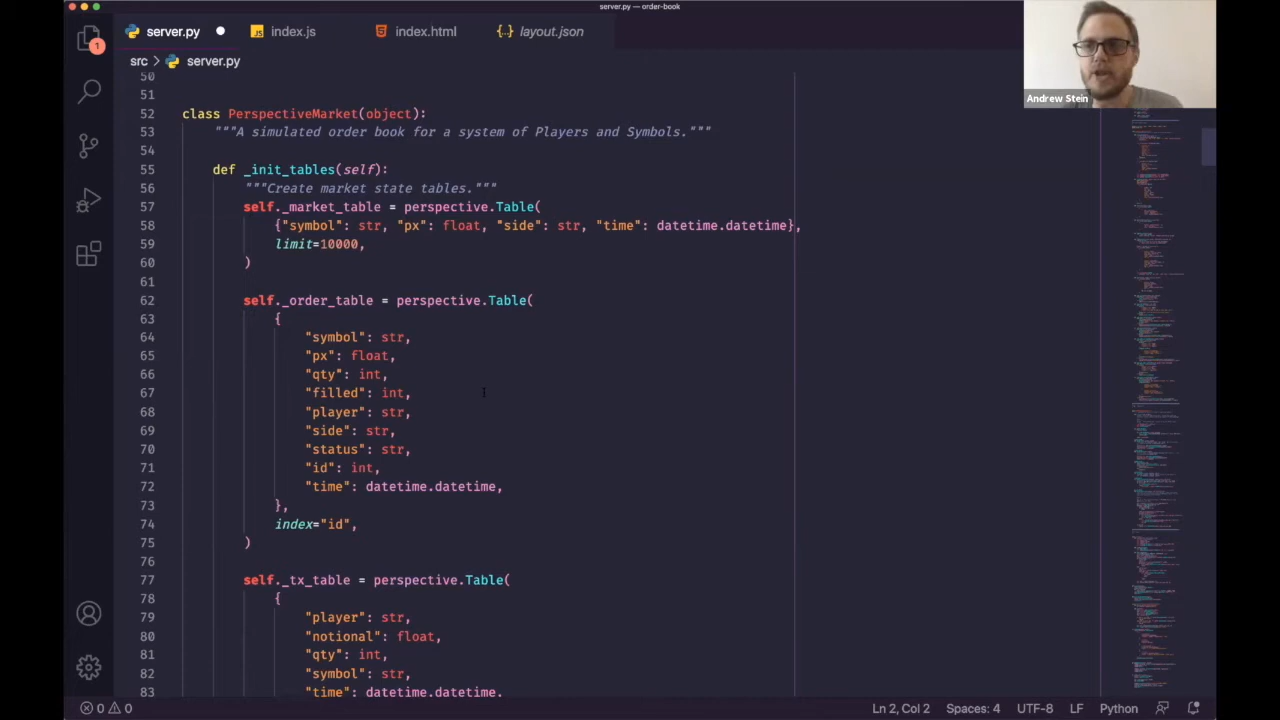 server.py — order-book
server.py
index.js
index.html
layout.json
1
src > server.py
Andrew Stein
50
51
52 class PerspectiveMarket(object):
53 """A simulated order book for a system of Players and Symbols."""
54
55 def _init_tables(self):
56 """Create market state tables."""
57 self._market_table = perspective.Table(
58 {"symbol": str, "px": float, "side": str, "time": datetime.datetime},
59 limit=10000,
60 )
61
62 self._order_table = perspective.Table(
63 {
64 "symbol": str,
65 "px": float,
66 "qty": int,
67 "filled": int,
68 "player": str,
69 "side": str,
70 "status": str,
71 "id": int,
72 "time": datetime.datetime,
73 },
74 index="id",
75 )
76
77 self._tx_table = perspective.Table(
78 {
79 "player": str,
80 "notional": float,
81 "qty": int,
82 "symbol": str,
83 "time": datetime.datetime,
0 0
Ln 2, Col 2
Spaces: 4
UTF-8
LF
Python